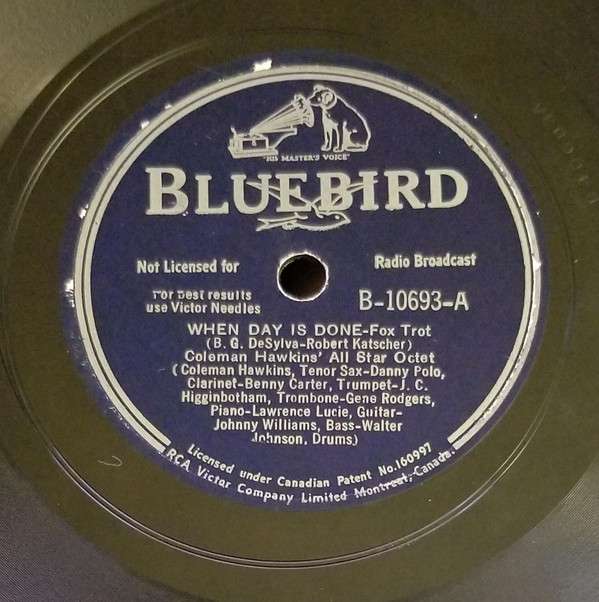 "HIS MASTER'S VOICE"
BLUEBIRD
Not Licensed for Radio Broadcast
For best results
use Victor Needles
B-10693-A
WHEN DAY IS DONE-Fox Trot
(B. G. DeSylva-Robert Katscher)
Coleman Hawkins' All Star Octet
(Coleman Hawkins, Tenor Sax-Danny Polo,
Clarinet-Benny Carter, Trumpet-J. C.
Higginbotham, Trombone-Gene Rodgers,
Piano-Lawrence Lucie, Guitar-
Johnny Williams, Bass-Walter
Johnson, Drums)
Licensed under Canadian Patent No.160997
RCA Victor Company Limited Montreal, Canada.